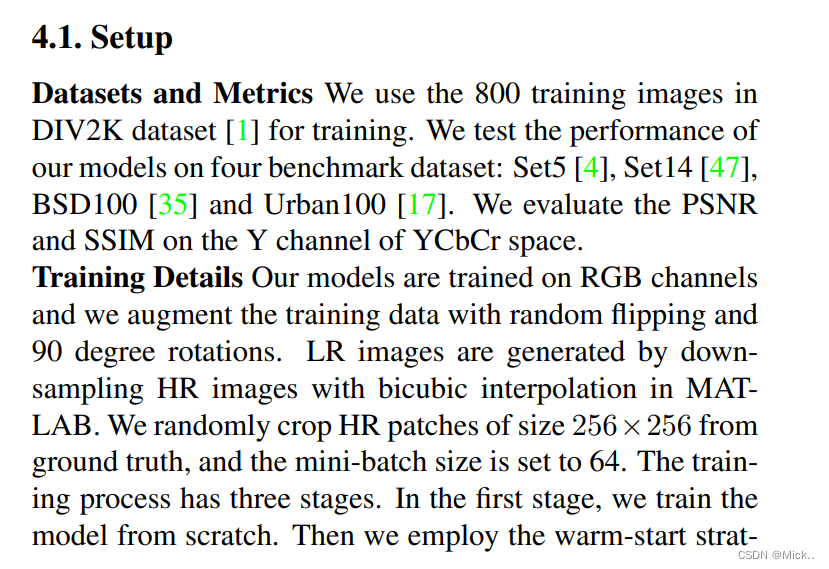 4.1. Setup
Datasets and Metrics We use the 800 training images in
DIV2K dataset [1] for training. We test the performance of
our models on four benchmark dataset: Set5 [4], Set14 [47],
BSD100 [35] and Urban100 [17]. We evaluate the PSNR
and SSIM on the Y channel of YCbCr space.
Training Details Our models are trained on RGB channels
and we augment the training data with random flipping and
90 degree rotations. LR images are generated by down-
sampling HR images with bicubic interpolation in MAT-
LAB. We randomly crop HR patches of size 256 × 256 from
ground truth, and the mini-batch size is set to 64. The train-
ing process has three stages. In the first stage, we train the
model from scratch. Then we employ the warm-start strat-
CSDN @Mick..